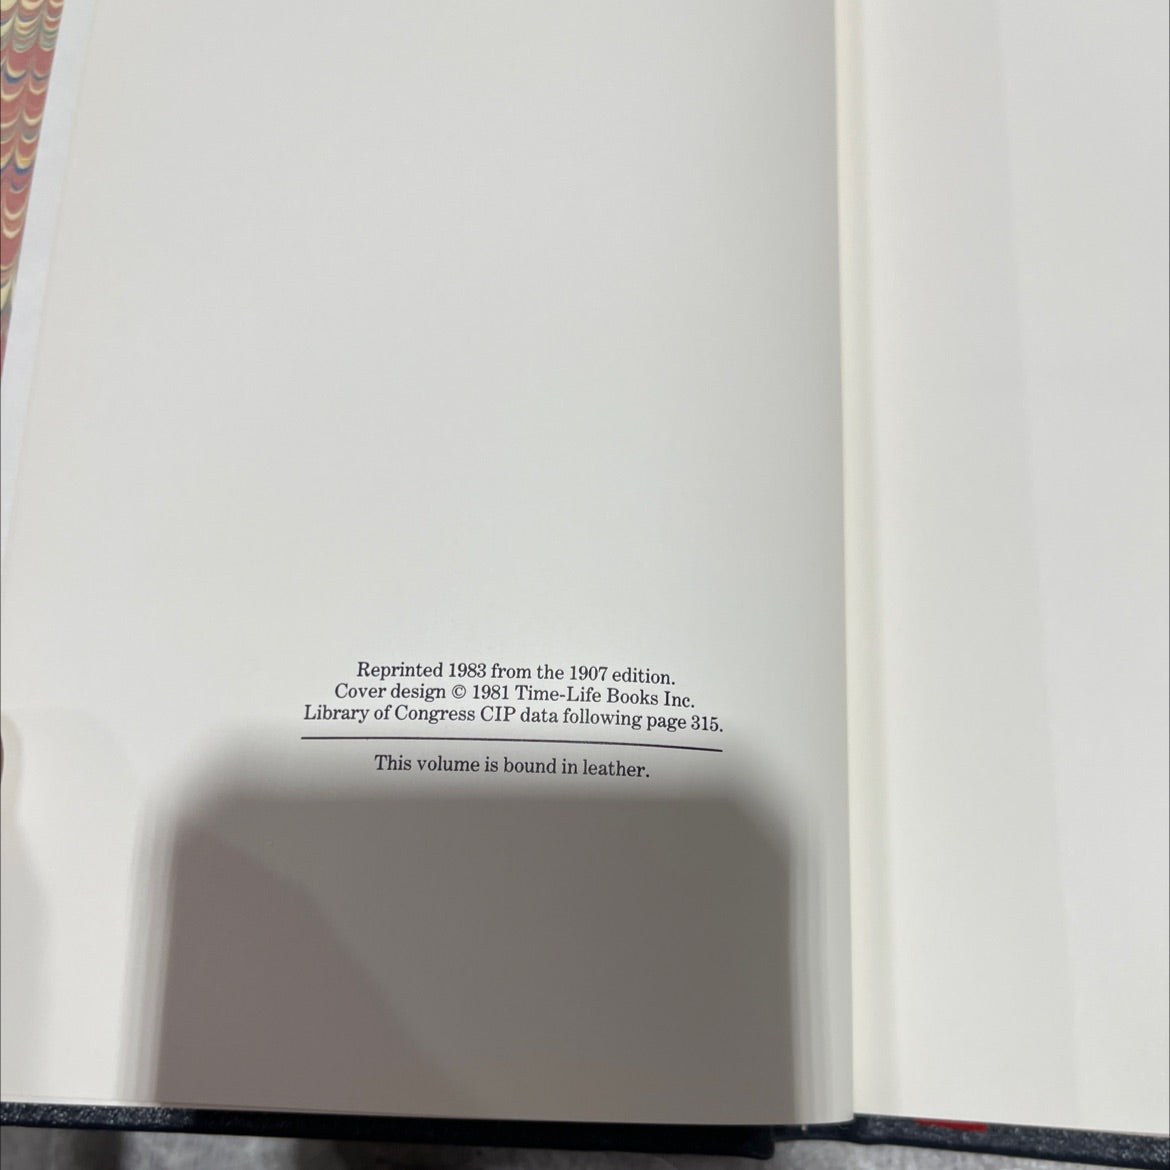 Reprinted 1983 from the 1907 edition.
Cover design © 1981 Time-Life Books Inc.
Library of Congress CIP data following page 315.
This volume is bound in leather.